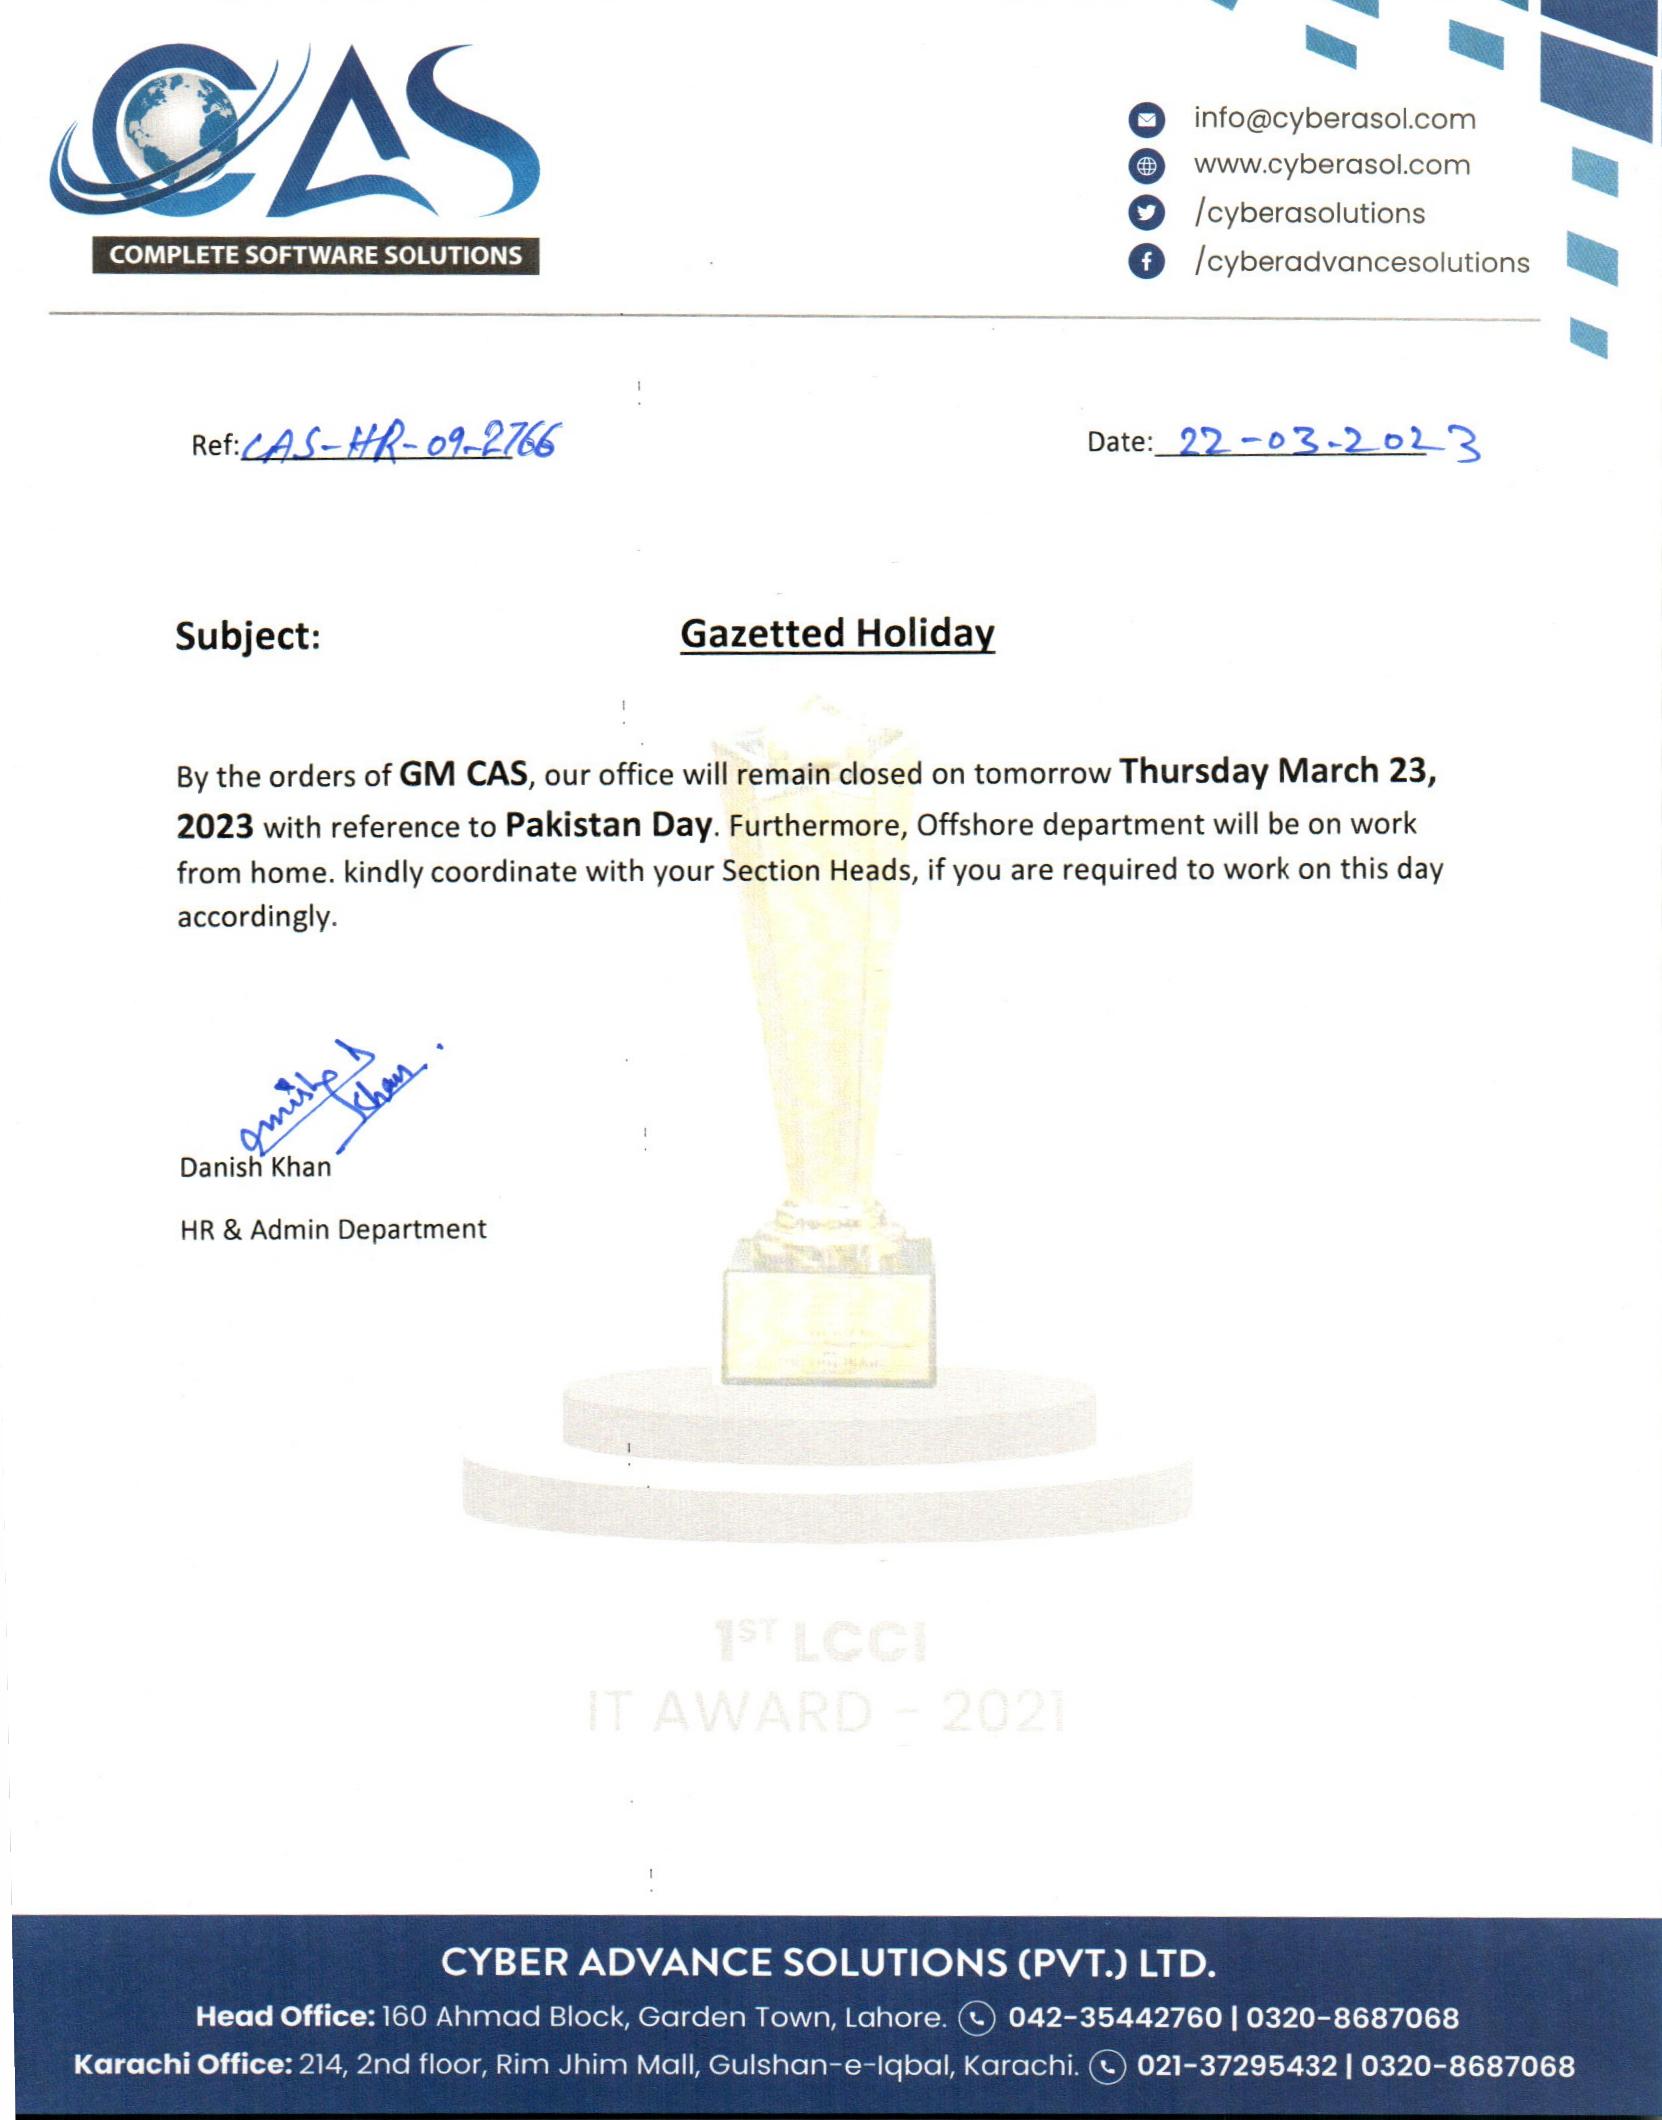 CAS
COMPLETE SOFTWARE SOLUTIONS
info@cyberasol.com
www.cyberasol.com
/cyberasolutions
/cyberadvancesolutions
Ref: CAS-HR-09-2766
Date: 22-03-2023
Subject: Gazetted Holiday
By the orders of GM CAS, our office will remain closed on tomorrow Thursday March 23,
2023 with reference to Pakistan Day. Furthermore, Offshore department will be on work
from home. kindly coordinate with your Section Heads, if you are required to work on this day
accordingly.
Danish Khan
HR & Admin Department
1ST LCCI
IT AWARD - 2021
CYBER ADVANCE SOLUTIONS (PVT.) LTD.
Head Office: 160 Ahmad Block, Garden Town, Lahore. 042-35442760 | 0320-8687068
Karachi Office: 214, 2nd floor, Rim Jhim Mall, Gulshan-e-Iqbal, Karachi. 021-37295432 | 0320-8687068